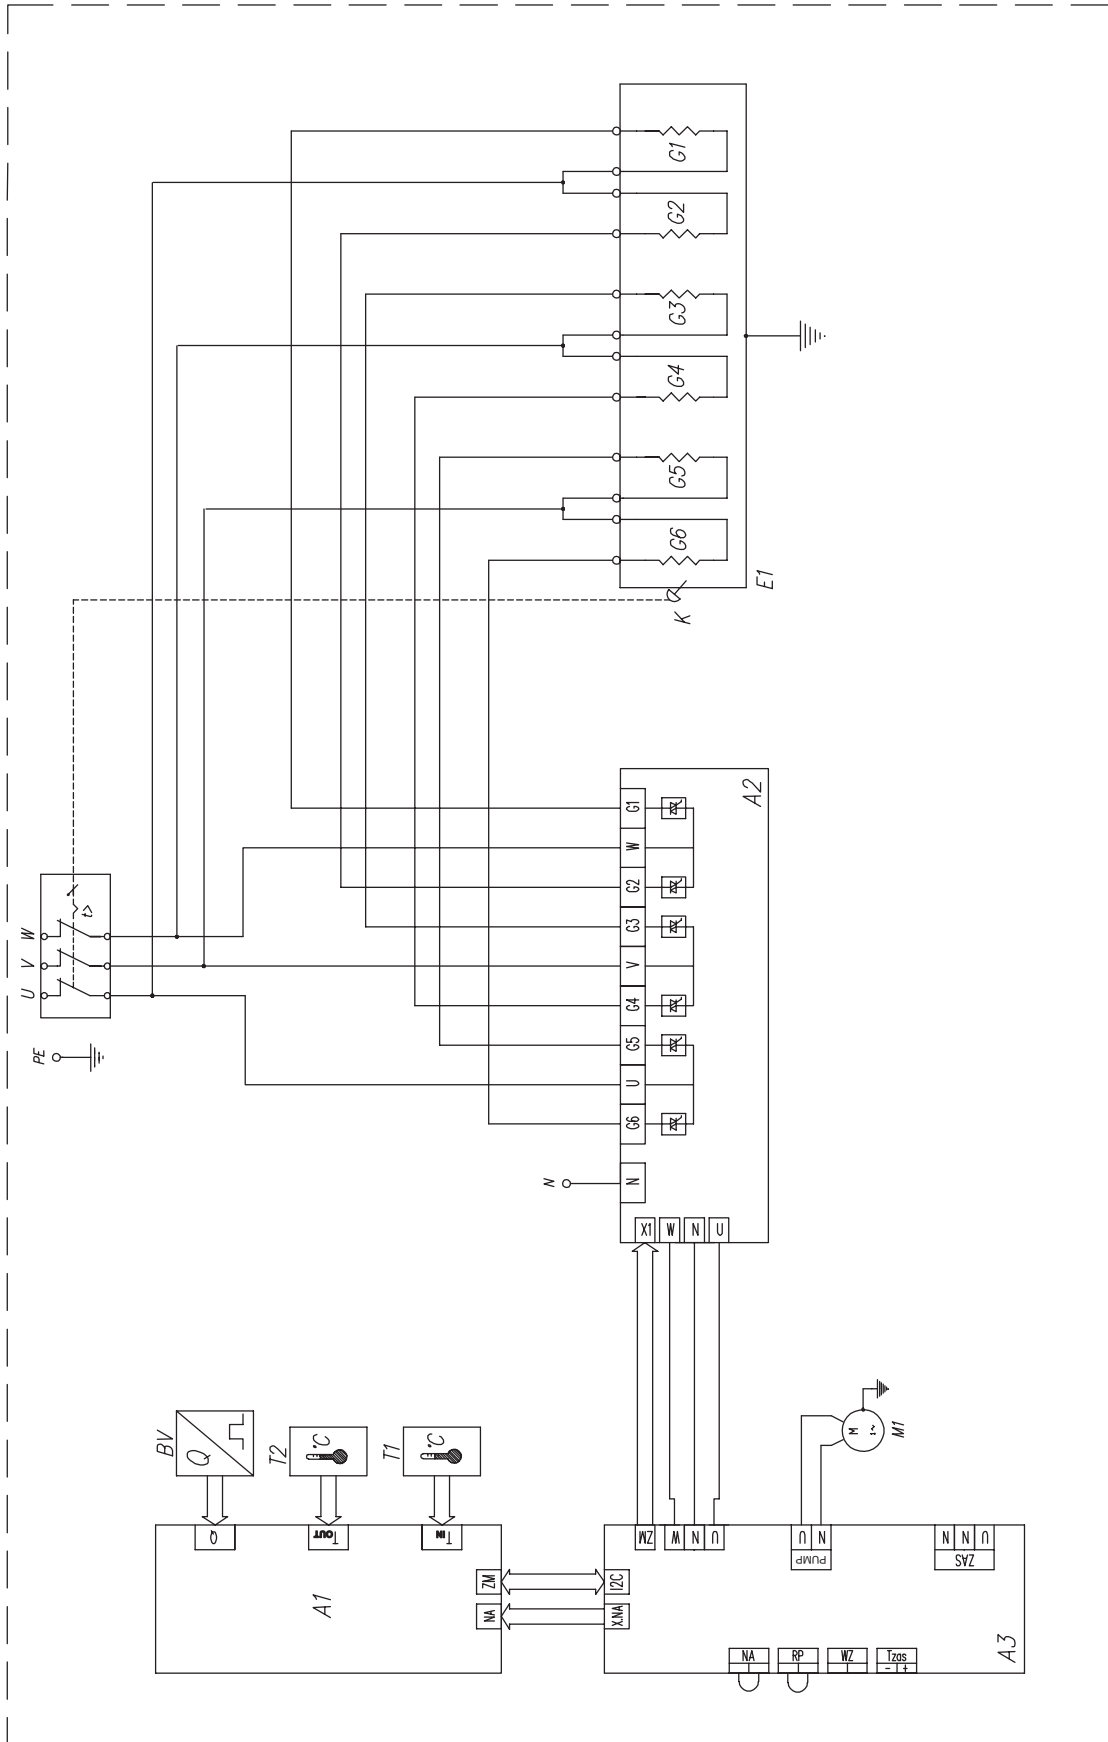 G1
G2
G3
G4
G5
G6
E1
K
U V W
t>
PE
A2
G1
W
G2
G3
V
G4
G5
U
G6
N
N
X1 W N U
BV
Q
T2
°C
T1
°C
Q
TOUT
TIN
A1
ZM
NA
ZM W N U
I2C
X.NA
PUMP
U N
M
1~
M1
ZAS
N N U
NA
RP
WZ
Tzas
- +
A3